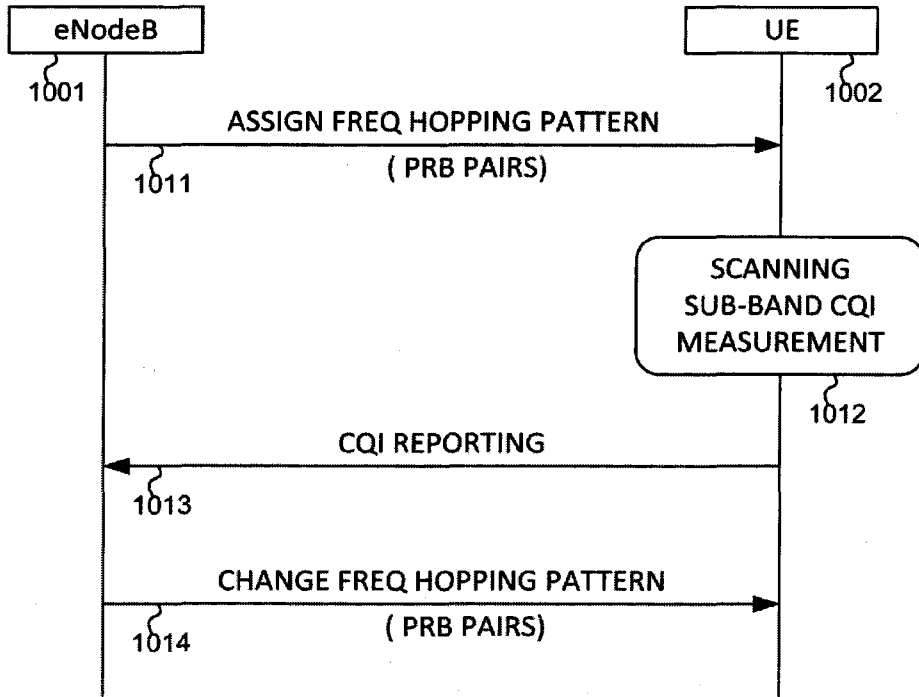 eNodeB
UE
1001
1002
ASSIGN FREQ HOPPING PATTERN
( PRB PAIRS)
1011
SCANNING
SUB-BAND CQI
MEASUREMENT
1012
CQI REPORTING
1013
CHANGE FREQ HOPPING PATTERN
( PRB PAIRS)
1014